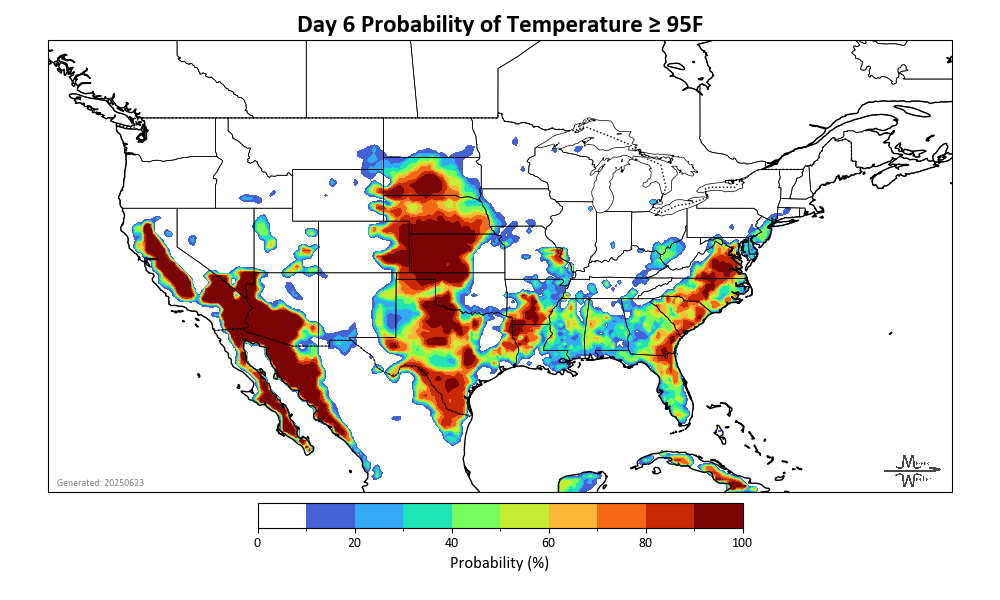 Day 6 Probability of Temperature ≥ 95F
Generated: 20250623
0 20 40 60 80 100
Probability (%)